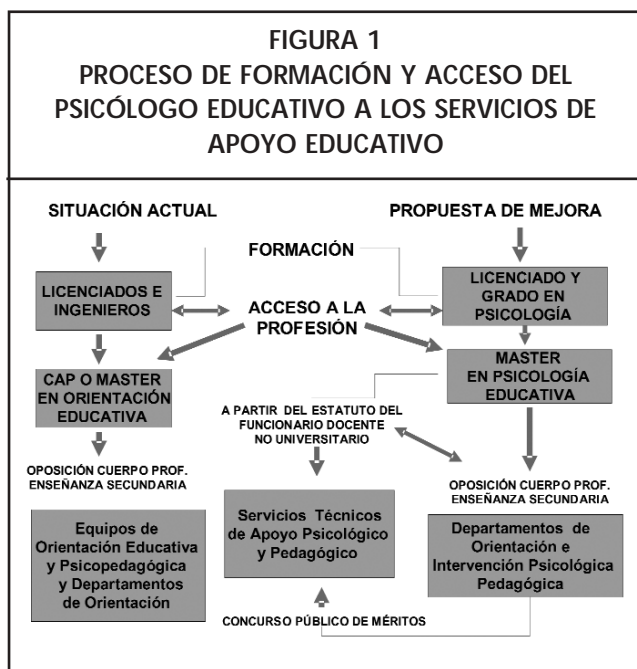 FIGURA 1
PROCESO DE FORMACIÓN Y ACCESO DEL
PSICÓLOGO EDUCATIVO A LOS SERVICIOS DE
APOYO EDUCATIVO
SITUACIÓN ACTUAL
PROPUESTA DE MEJORA
FORMACIÓN
LICENCIADOS E
INGENIEROS
LICENCIADO Y
GRADO EN
PSICOLOGÍA
ACCESO A LA
PROFESIÓN
CAP O MASTER
EN ORIENTACIÓN
EDUCATIVA
MASTER
EN PSICOLOGÍA
EDUCATIVA
A PARTIR DEL ESTATUTO DEL
FUNCIONARIO DOCENTE
NO UNIVERSITARIO
OPOSICIÓN CUERPO PROF.
ENSEÑANZA SECUNDARIA
OPOSICIÓN CUERPO PROF.
ENSEÑANZA SECUNDARIA
Equipos de
Orientación Educativa
y Psicopedagógica
y Departamentos
de Orientación
Servicios Técnicos
de Apoyo Psicológico
y Pedagógico
Departamentos de
Orientación e
Intervención Psicológica
Pedagógica
CONCURSO PÚBLICO DE MÉRITOS